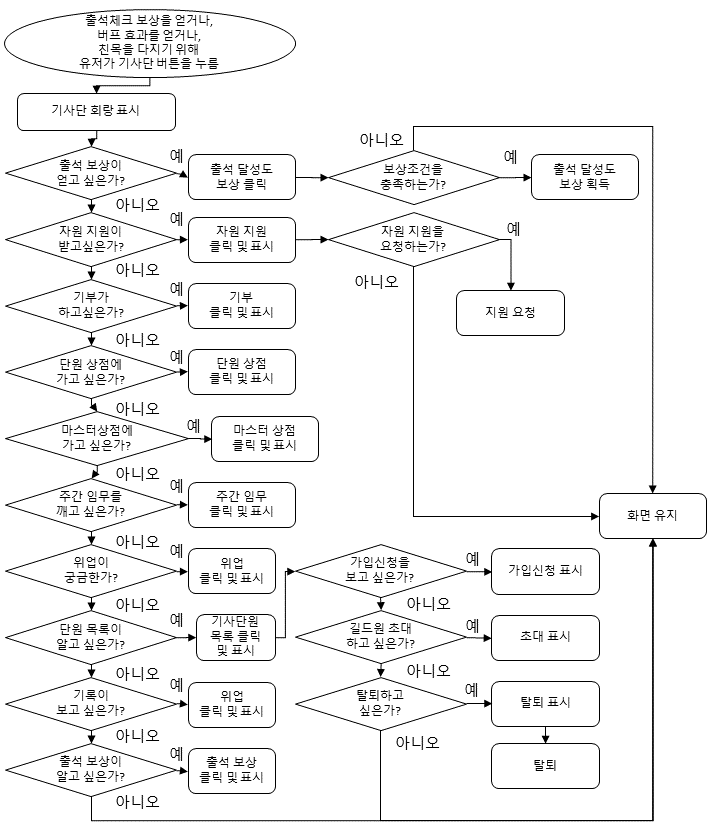 출석체크 보상을 얻거나,
버프 효과를 얻거나,
친목을 다지기 위해
유저가 기사단 버튼을 누름
기사단 회랑 표시
출석 보상이
얻고 싶은가?
예
출석 달성도
보상 클릭
보상조건을
충족하는가?
아니오
예
출석 달성도
보상 획득
아니오
자원 지원이
받고싶은가?
예
자원 지원
클릭 및 표시
자원 지원을
요청하는가?
예
지원 요청
아니오
아니오
기부가
하고싶은가?
예
기부
클릭 및 표시
아니오
단원 상점에
가고 싶은가?
예
단원 상점
클릭 및 표시
아니오
마스터상점에
가고 싶은가?
예
마스터 상점
클릭 및 표시
아니오
주간 임무를
깨고 싶은가?
예
주간 임무
클릭 및 표시
화면 유지
아니오
위업이
궁금한가?
예
위업
클릭 및 표시
가입신청을
보고 싶은가?
예
가입신청 표시
아니오
아니오
단원 목록이
알고 싶은가?
예
기사단원
목록 클릭
및 표시
길드원 초대
하고 싶은가?
예
초대 표시
아니오
아니오
기록이
보고 싶은가?
예
위업
클릭 및 표시
탈퇴하고
싶은가?
예
탈퇴 표시
아니오
아니오
출석 보상이
알고 싶은가?
예
출석 보상
클릭 및 표시
탈퇴
아니오